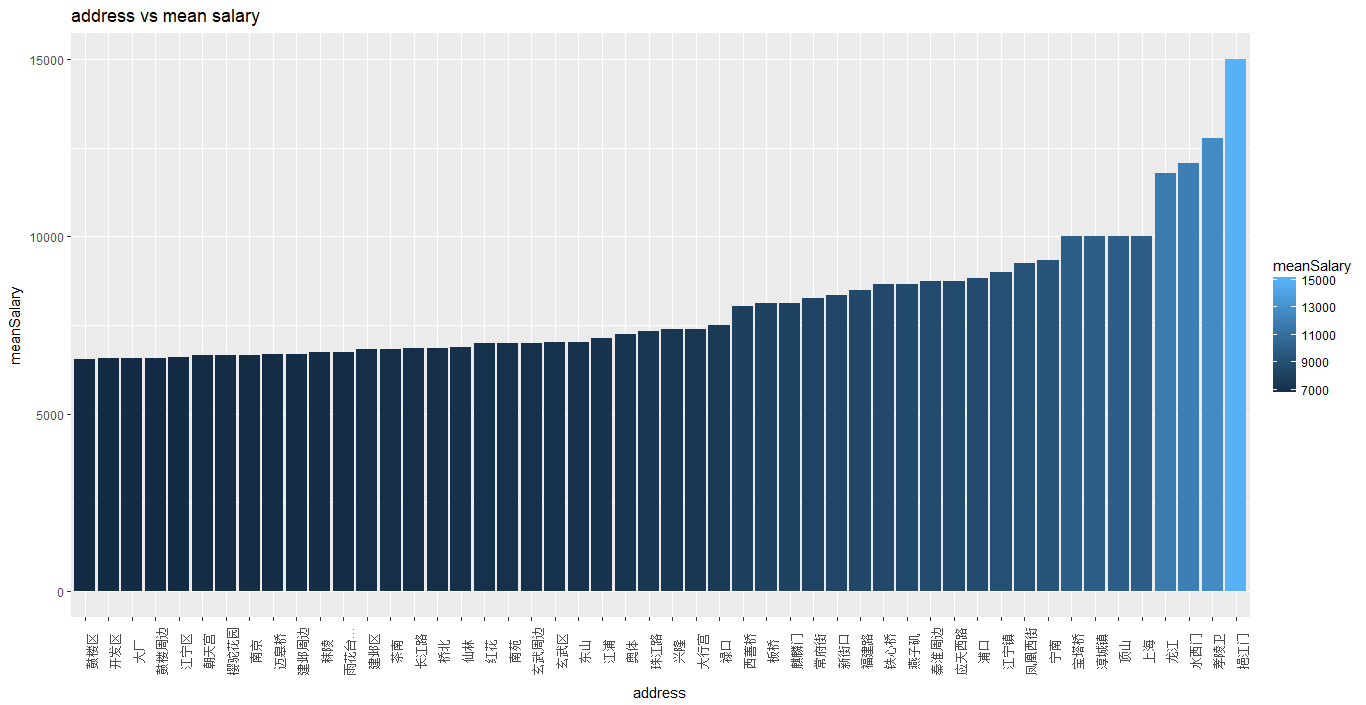 address vs mean salary
meanSalary
15000
10000
5000
0
鼓楼区
开发区
大厂
鼓楼周边
江宁区
朝天宫
樱驼花园
南京
迈皋桥
建邺周边
秣陵
雨花台…
建邺区
茶南
长江路
桥北
仙林
红花
南苑
玄武周边
玄武区
东山
江浦
奥体
珠江路
兴隆
大行宫
禄口
西善桥
板桥
麒麟门
常府街
新街口
福建路
铁心桥
燕子矶
秦淮周边
应天西路
浦口
江宁镇
凤凰西街
宁南
宝塔桥
淳城镇
顶山
上海
龙江
水西门
孝陵卫
挹江门
address
meanSalary
15000
13000
11000
9000
7000